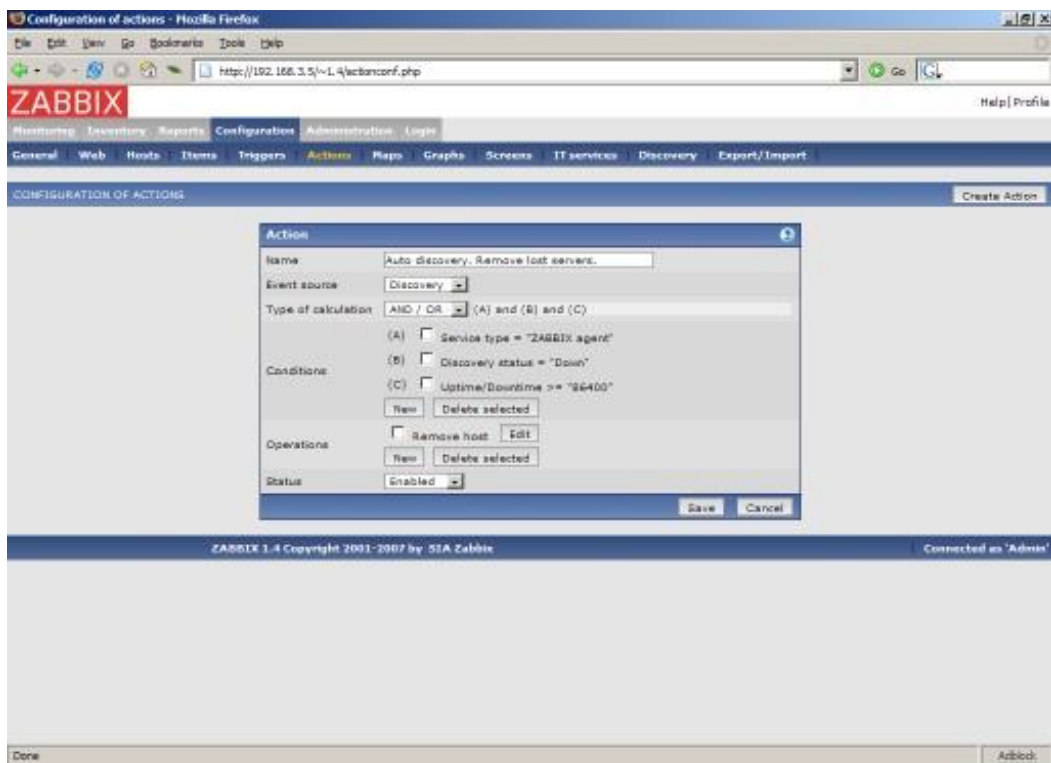 Configuration of actions - Mozilla Firefox
File Edit View Go Bookmarks Tools Help
http://192.168.3.5/~1.4/actionconf.php Go
ZABBIX Help | Profile
Monitoring Inventory Reports Configuration Administration Login
General Web Hosts Items Triggers Actions Maps Graphs Screens IT services Discovery Export/Import
CONFIGURATION OF ACTIONS Create Action
Action
Name Auto discovery. Remove lost servers.
Event source Discovery
Type of calculation AND / OR (A) and (B) and (C)
(A) Service type = "ZABBIX agent"
(B) Discovery status = "Down"
Conditions
(C) Uptime/Downtime >= "86400"
New Delete selected
Remove host Edit
Operations
New Delete selected
Status Enabled
Save Cancel
ZABBIX 1.4 Copyright 2001-2007 by SIA Zabbix Connected as 'Admin'
Done Adblock